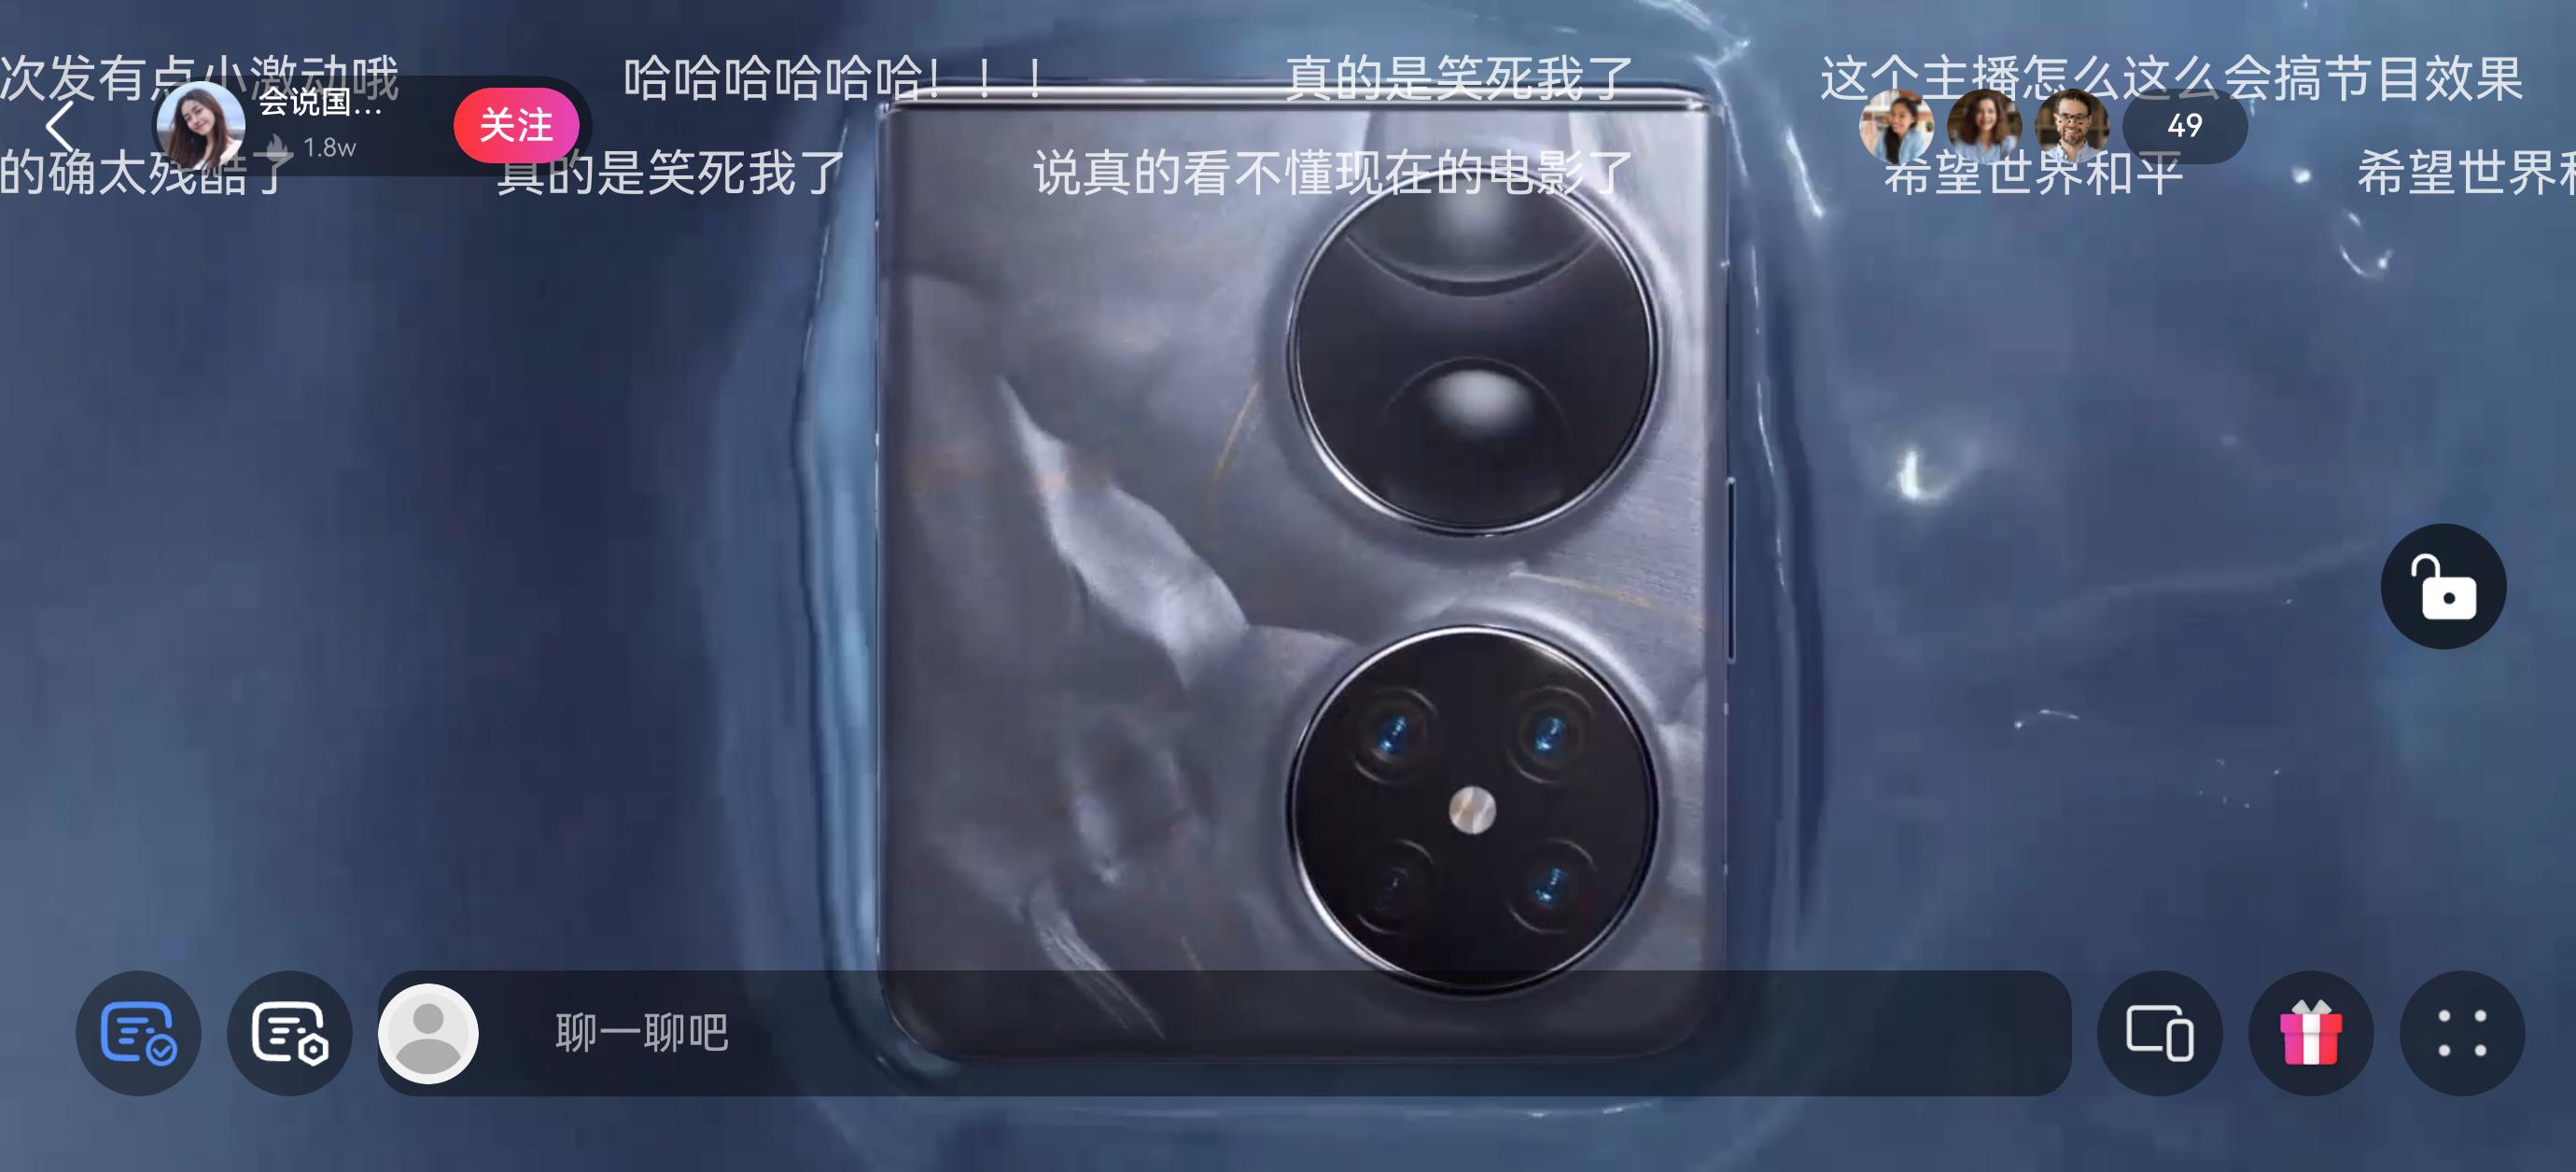 次发有点小激动哦
哈哈哈哈哈哈！！！
真的是笑死我了
这个主播怎么这么会搞节目效果
会说国...
1.8w
关注
49
的确太残酷了
真的是笑死我了
说真的看不懂现在的电影了
希望世界和平
希望世界和
聊一聊吧